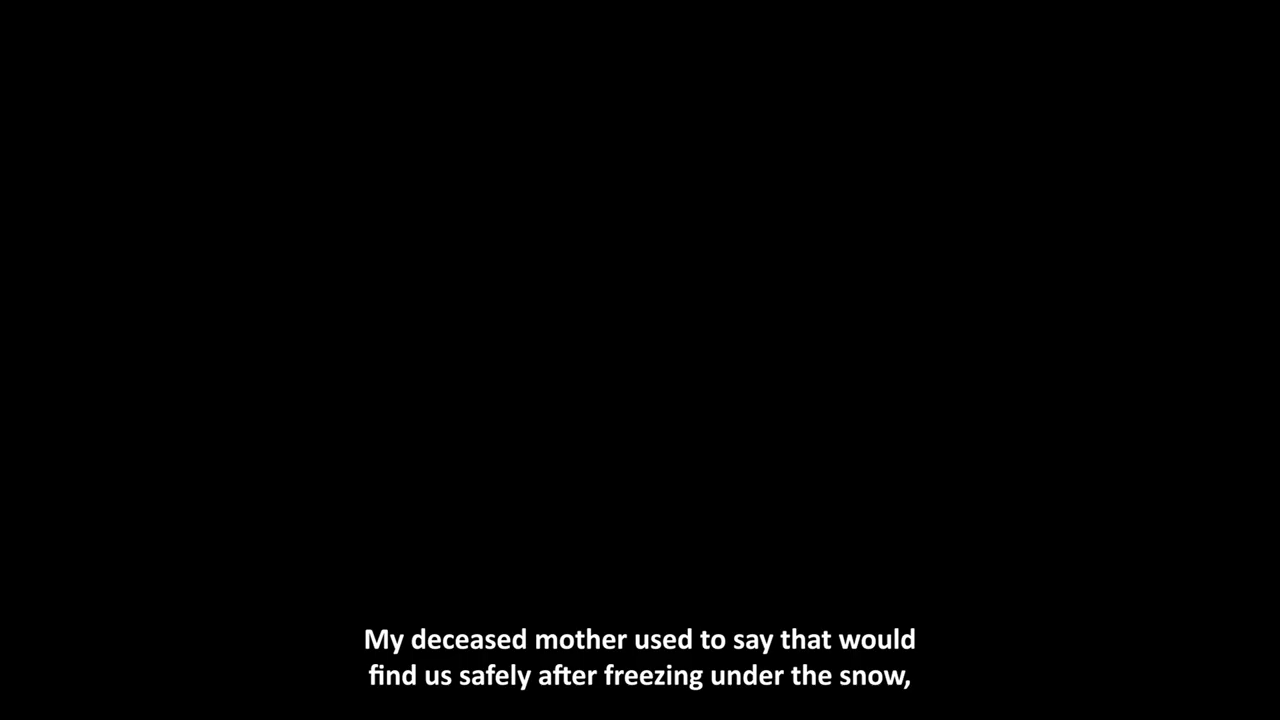 My deceased mother used to say that would
find us safely after freezing under the snow,